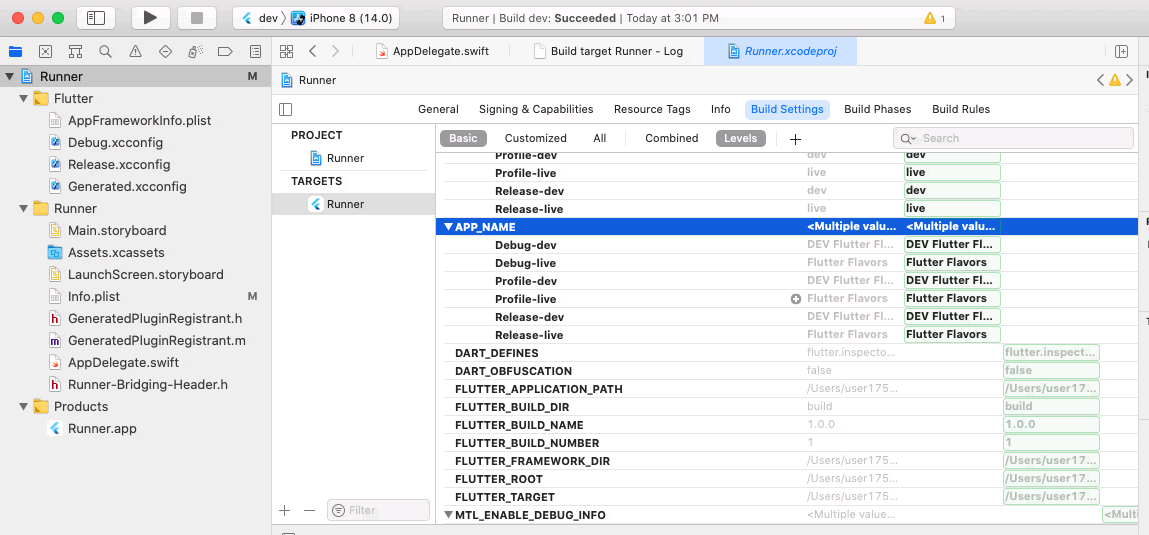 dev iPhone 8 (14.0)
Runner | Build dev: Succeeded | Today at 3:01 PM
1
AppDelegate.swift
Build target Runner - Log
Runner.xcodeproj
Runner M
Flutter
AppFrameworkInfo.plist
Debug.xcconfig
Release.xcconfig
Generated.xcconfig
Runner
Main.storyboard
Assets.xcassets
LaunchScreen.storyboard
Info.plist M
GeneratedPluginRegistrant.h
GeneratedPluginRegistrant.m
AppDelegate.swift
Runner-Bridging-Header.h
Products
Runner.app
Runner
General Signing & Capabilities Resource Tags Info Build Settings Build Phases Build Rules
PROJECT
Runner
TARGETS
Runner
Filter
Basic Customized All Combined Levels + Search
Profile-dev dev dev
Profile-live live live
Release-dev dev dev
Release-live live live
APP_NAME <Multiple valu... <Multiple valu...
Debug-dev DEV Flutter Fl... DEV Flutter Fl...
Debug-live Flutter Flavors Flutter Flavors
Profile-dev DEV Flutter Fl... DEV Flutter Fl...
Profile-live Flutter Flavors Flutter Flavors
Release-dev DEV Flutter Fl... DEV Flutter Fl...
Release-live Flutter Flavors Flutter Flavors
DART_DEFINES flutter.inspecto... flutter.inspect...
DART_OBFUSCATION false false
FLUTTER_APPLICATION_PATH /Users/user175... /Users/user17...
FLUTTER_BUILD_DIR build build
FLUTTER_BUILD_NAME 1.0.0 1.0.0
FLUTTER_BUILD_NUMBER 1 1
FLUTTER_FRAMEWORK_DIR /Users/user175... /Users/user17...
FLUTTER_ROOT /Users/user175... /Users/user17...
FLUTTER_TARGET /Users/user175... /Users/user17...
MTL_ENABLE_DEBUG_INFO <Multiple value... <Multi